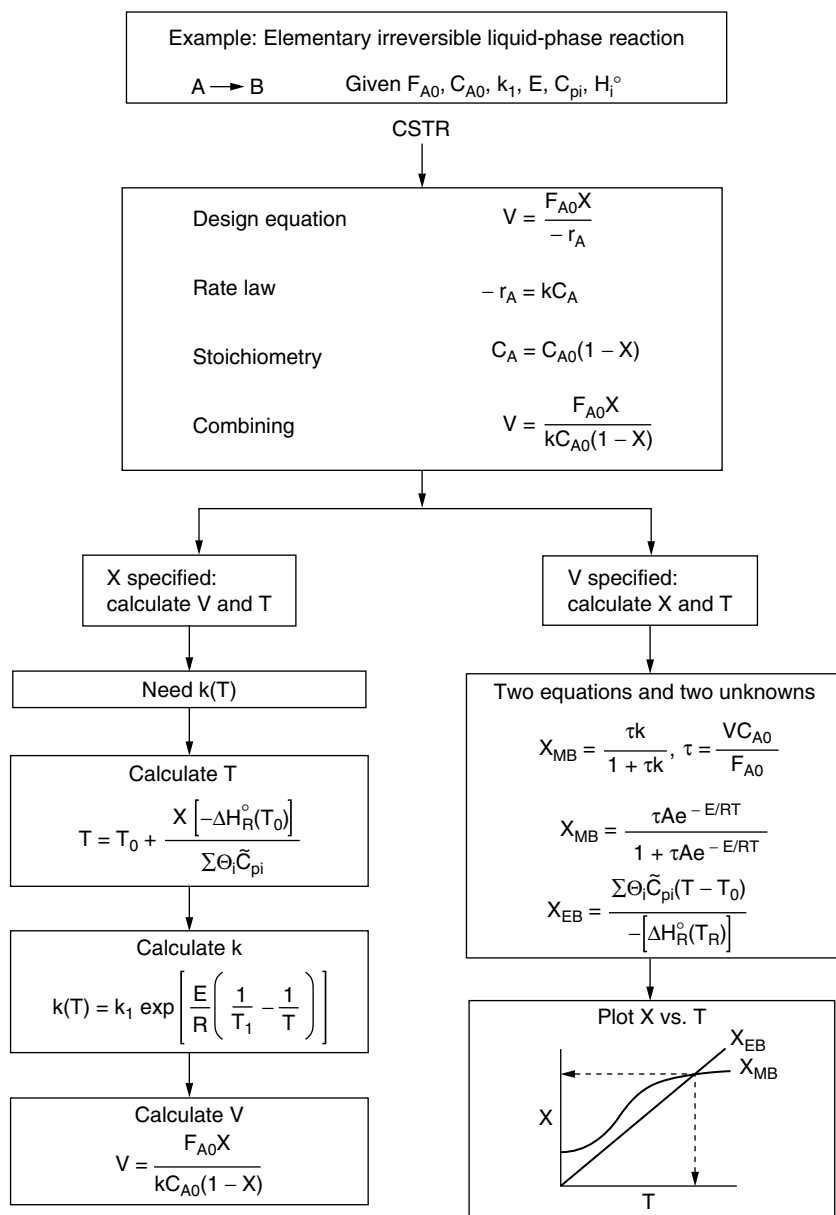 Example: Elementary irreversible liquid-phase reaction
A → B Given F_A0, C_A0, k_1, E, C_pi, H_i°
CSTR
Design equation V = F_A0X / − r_A
Rate law − r_A = kC_A
Stoichiometry C_A = C_A0(1 − X)
Combining V = F_A0X / kC_A0(1 − X)
X specified:
calculate V and T
Need k(T)
Calculate T
T = T_0 + X [−ΔH_R°(T_0)] / ΣΘ_iC̃_pi
Calculate k
k(T) = k_1 exp [E/R (1/T_1 − 1/T)]
Calculate V
V = F_A0X / kC_A0(1 − X)
V specified:
calculate X and T
Two equations and two unknowns
X_MB = τk / 1 + τk, τ = VC_A0 / F_A0
X_MB = τAe^−E/RT / 1 + τAe^−E/RT
X_EB = ΣΘ_iC̃_pi(T − T_0) / −[ΔH_R°(T_R)]
Plot X vs. T
X_EB
X_MB
X
T